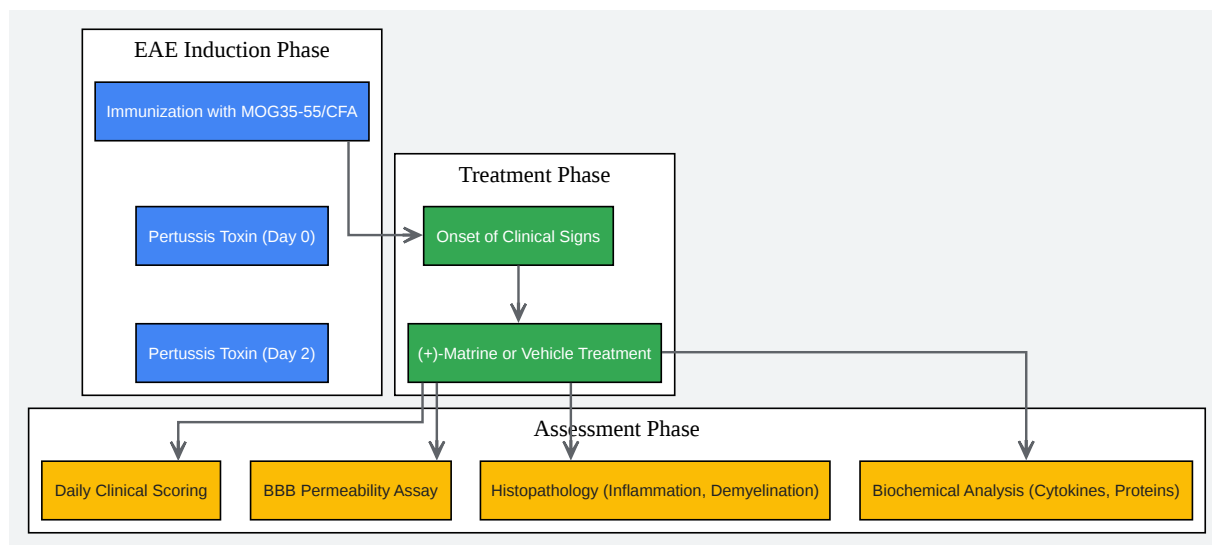 EAE Induction Phase
Immunization with MOG35-55/CFA
Pertussis Toxin (Day 0)
Pertussis Toxin (Day 2)
Treatment Phase
Onset of Clinical Signs
(+)-Matrine or Vehicle Treatment
Assessment Phase
Daily Clinical Scoring
BBB Permeability Assay
Histopathology (Inflammation, Demyelination)
Biochemical Analysis (Cytokines, Proteins)